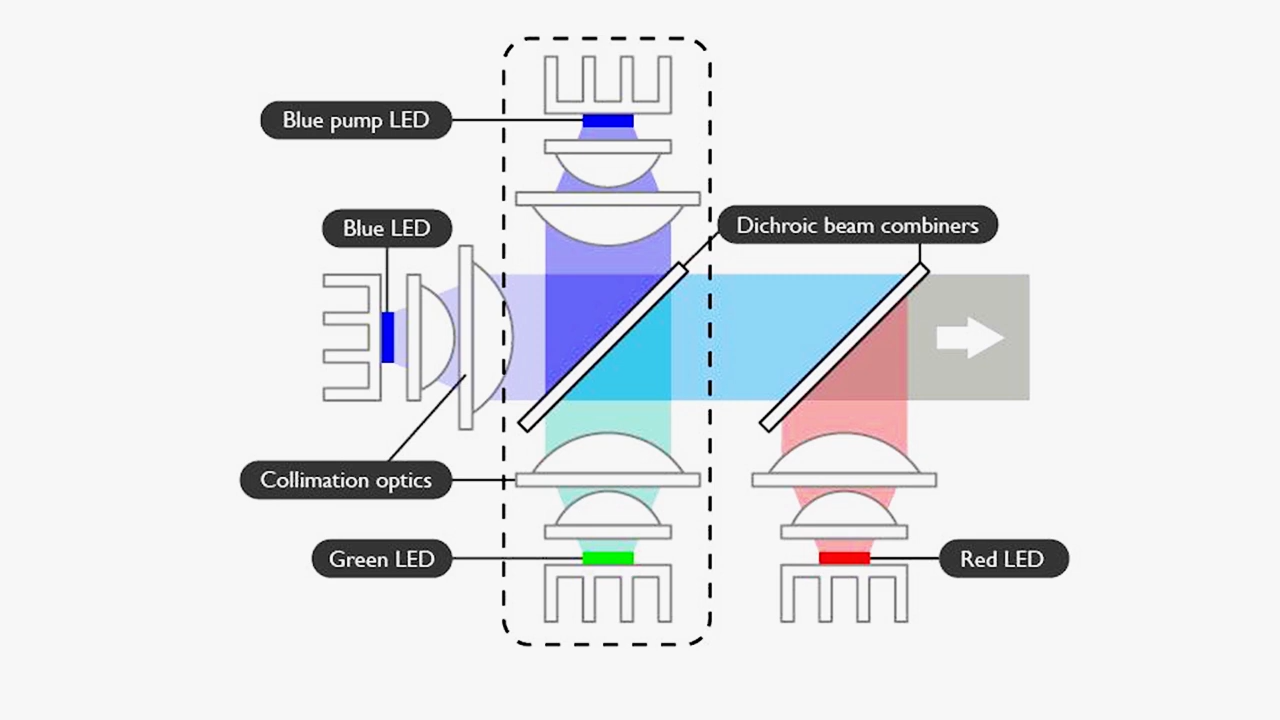 Blue pump LED
Blue LED
Dichroic beam combiners
Collimation optics
Green LED
Red LED